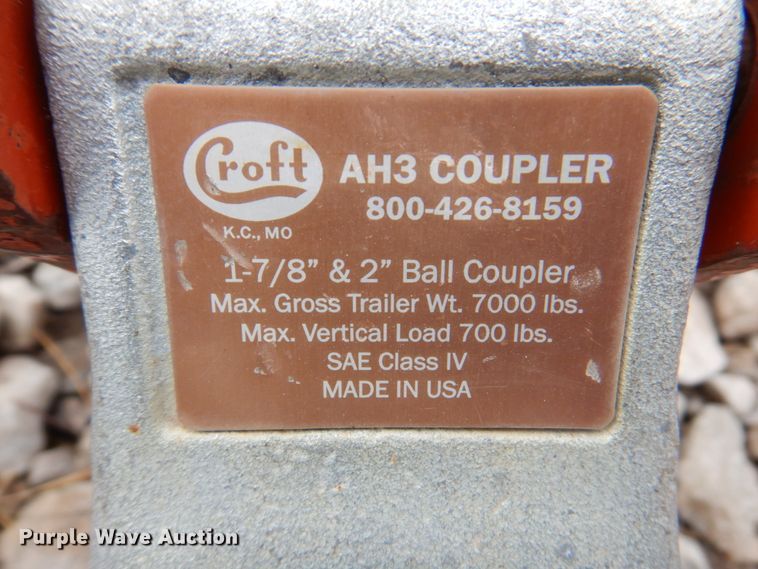 Croft
K.C., MO
AH3 COUPLER
800-426-8159
1-7/8" & 2" Ball Coupler
Max. Gross Trailer Wt. 7000 lbs.
Max. Vertical Load 700 lbs.
SAE Class IV
MADE IN USA
Purple Wave Auction